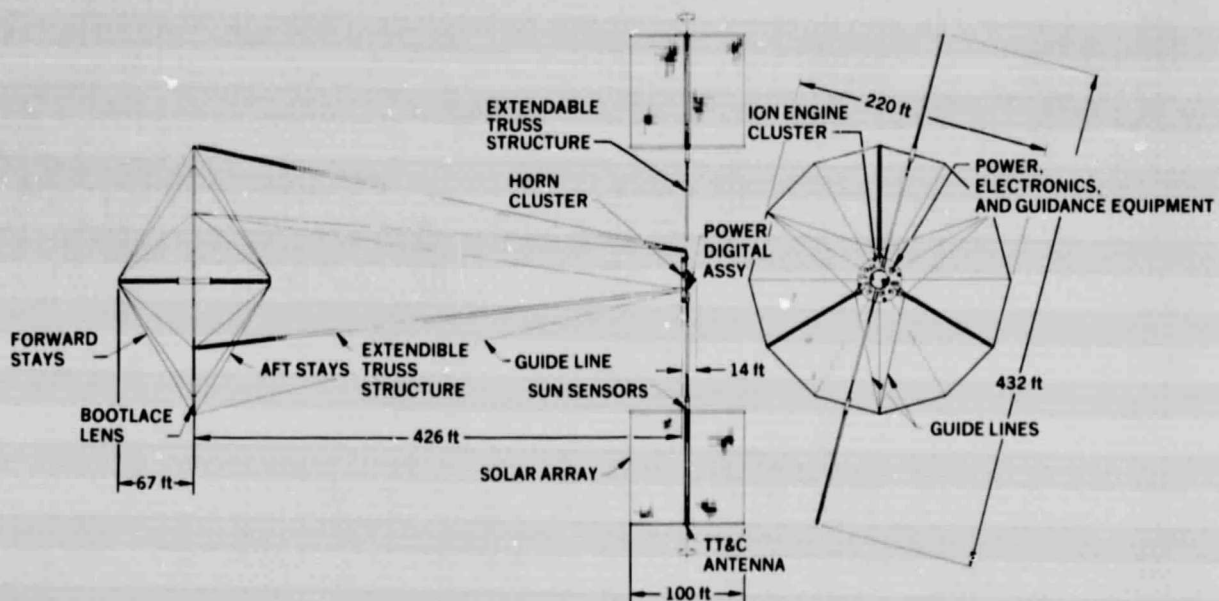 EXTENDABLE
TRUSS
STRUCTURE
HORN
CLUSTER
ION ENGINE
CLUSTER
220 ft
POWER,
ELECTRONICS,
AND GUIDANCE EQUIPMENT
POWER/
DIGITAL
ASSY
FORWARD
STAYS
AFT STAYS
EXTENDIBLE
TRUSS
STRUCTURE
GUIDE LINE
14 ft
SUN SENSORS
BOOTLACE
LENS
426 ft
432 ft
GUIDE LINES
67 ft
SOLAR ARRAY
TT&C
ANTENNA
100 ft